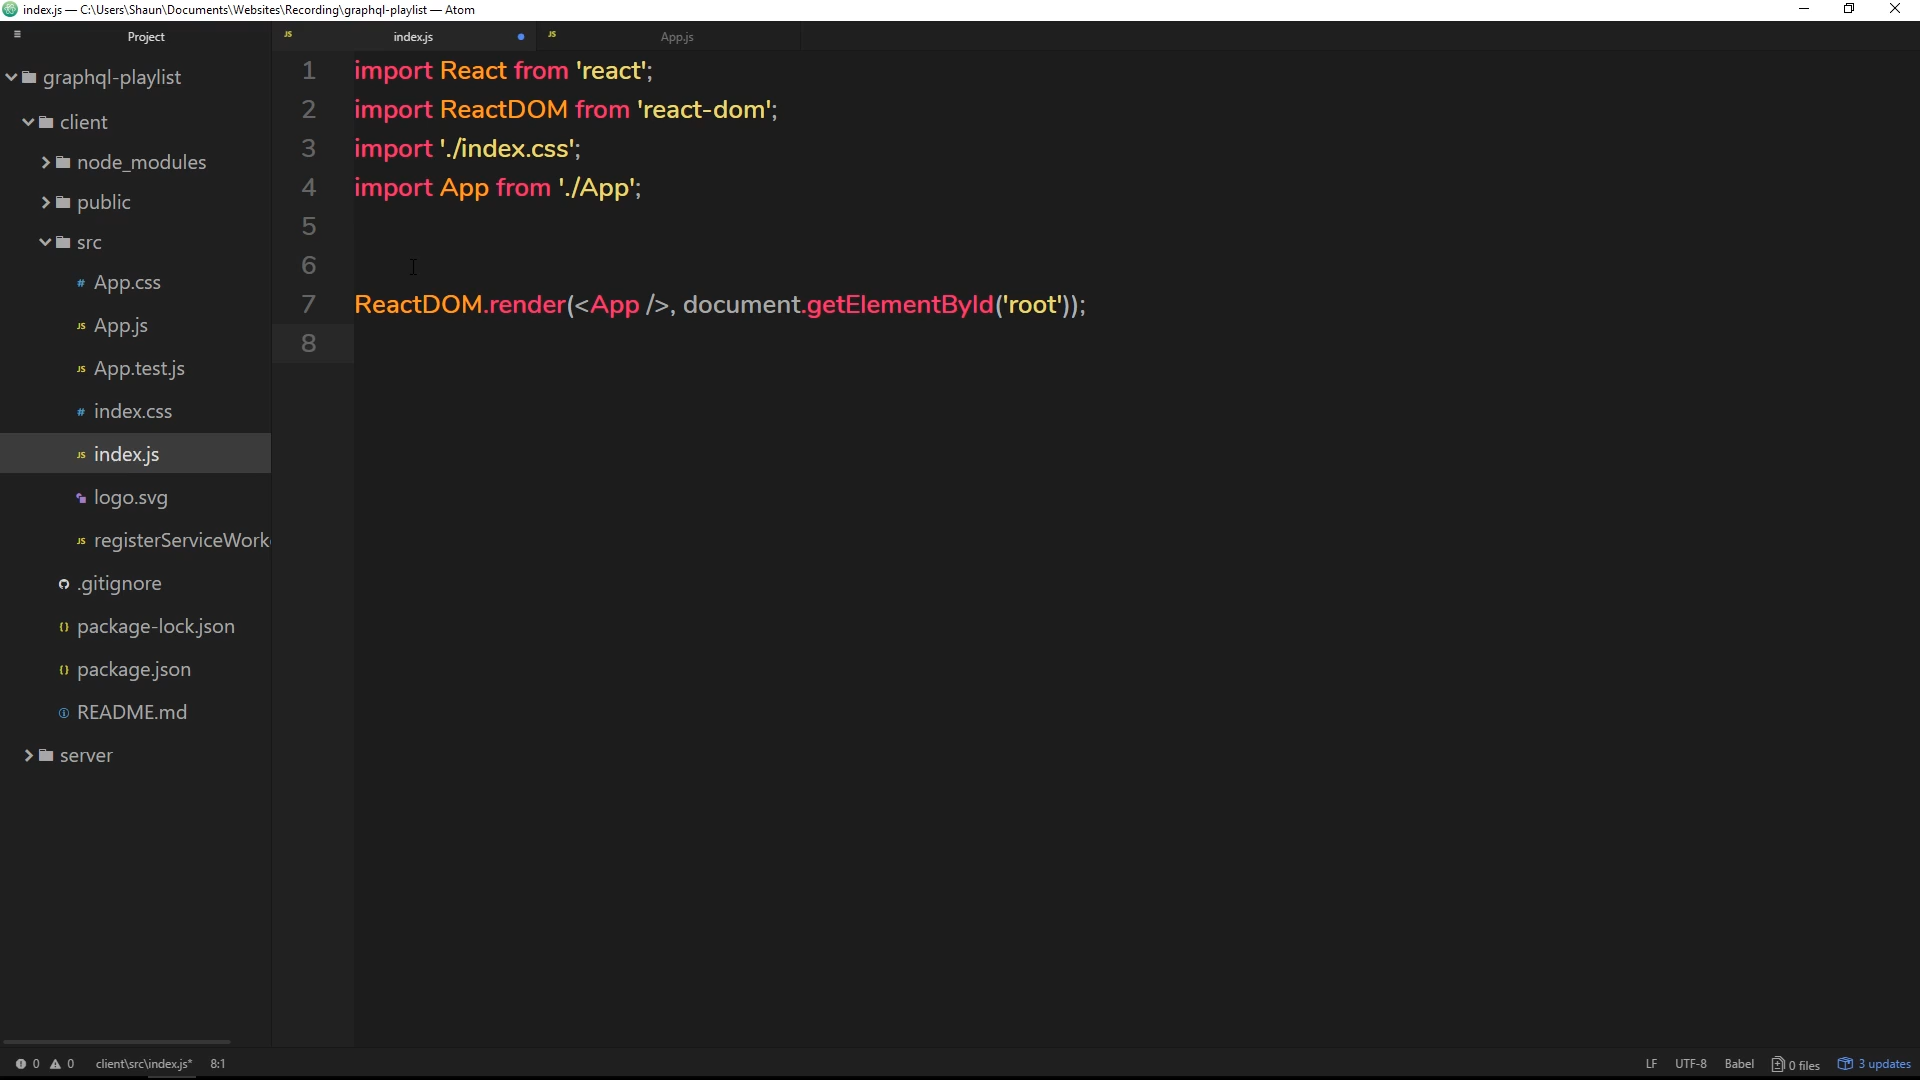 index.js — C:\Users\Shaun\Documents\Websites\Recording\graphql-playlist — Atom
Project
index.js
App.js
graphql-playlist
client
node_modules
public
src
App.css
App.js
App.test.js
index.css
index.js
logo.svg
registerServiceWork
.gitignore
package-lock.json
package.json
README.md
server
1 import React from 'react';
2 import ReactDOM from 'react-dom';
3 import './index.css';
4 import App from './App';
5
6
7 ReactDOM.render(<App />, document.getElementById('root'));
8
0 0 client\src\index.js* 8:1
LF UTF-8 Babel 0 files 3 updates